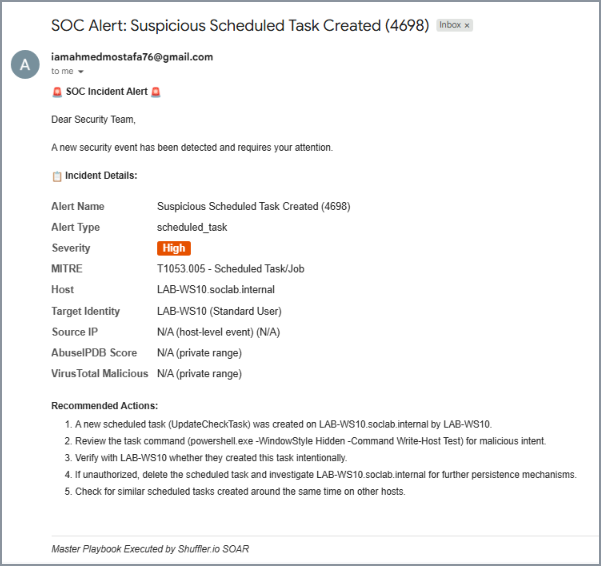 SOC Alert: Suspicious Scheduled Task Created (4698) Inbox x
A
iamahmedmostafa76@gmail.com
to me
🚨 SOC Incident Alert 🚨
Dear Security Team,
A new security event has been detected and requires your attention.
📋 Incident Details:
Alert Name Suspicious Scheduled Task Created (4698)
Alert Type scheduled_task
Severity High
MITRE T1053.005 - Scheduled Task/Job
Host LAB-WS10.soclab.internal
Target Identity LAB-WS10 (Standard User)
Source IP N/A (host-level event) (N/A)
AbuseIPDB Score N/A (private range)
VirusTotal Malicious N/A (private range)
Recommended Actions:
1. A new scheduled task (UpdateCheckTask) was created on LAB-WS10.soclab.internal by LAB-WS10.
2. Review the task command (powershell.exe -WindowStyle Hidden -Command Write-Host Test) for malicious intent.
3. Verify with LAB-WS10 whether they created this task intentionally.
4. If unauthorized, delete the scheduled task and investigate LAB-WS10.soclab.internal for further persistence mechanisms.
5. Check for similar scheduled tasks created around the same time on other hosts.
Master Playbook Executed by Shuffler.io SOAR